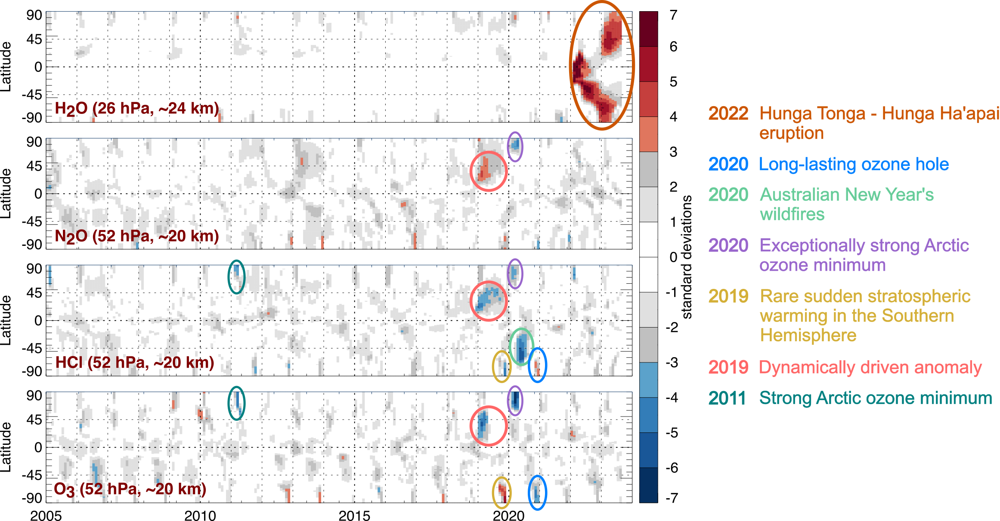 90
45
0
-45
-90
Latitude
H2O (26 hPa, ~24 km)
90
45
0
-45
-90
Latitude
N2O (52 hPa, ~20 km)
90
45
0
-45
-90
Latitude
HCl (52 hPa, ~20 km)
90
45
0
-45
-90
Latitude
O3 (52 hPa, ~20 km)
2005 2010 2015 2020
7
6
5
4
3
2
1
0
-1
-2
-3
-4
-5
-6
-7
standard deviations
2022 Hunga Tonga - Hunga Ha'apai
eruption
2020 Long-lasting ozone hole
2020 Australian New Year's
wildfires
2020 Exceptionally strong Arctic
ozone minimum
2019 Rare sudden stratospheric
warming in the Southern
Hemisphere
2019 Dynamically driven anomaly
2011 Strong Arctic ozone minimum